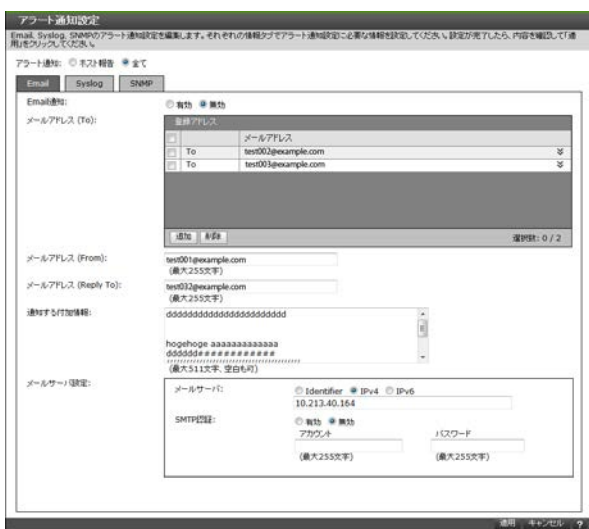 アラート通知設定
Email、Syslog、SNMPのアラート通知設定を編集します。それぞれの情報タブでアラート通知設定に必要な情報を設定してください。設定が完了したら、内容を確認して「適
用」をクリックしてください。
アラート通知: ホスト報告 全て
Email Syslog SNMP
Email通知: 有効 無効
メールアドレス (To): 登録アドレス
メールアドレス
To test002@example.com
To test003@example.com
追加 削除 選択数: 0 / 2
メールアドレス (From): test001@example.com
(最大255文字)
メールアドレス (Reply To): test032@example.com
(最大255文字)
通知する付加情報:
hogehoge aaaaaaaaaaaaa
dddddd############
(最大511文字、空白も可)
メールサーバ設定: メールサーバ: Identifier IPv4 IPv6
10.213.40.164
SMTP認証: 有効 無効
アカウント パスワード
(最大255文字) (最大255文字)
適用 キャンセル ?